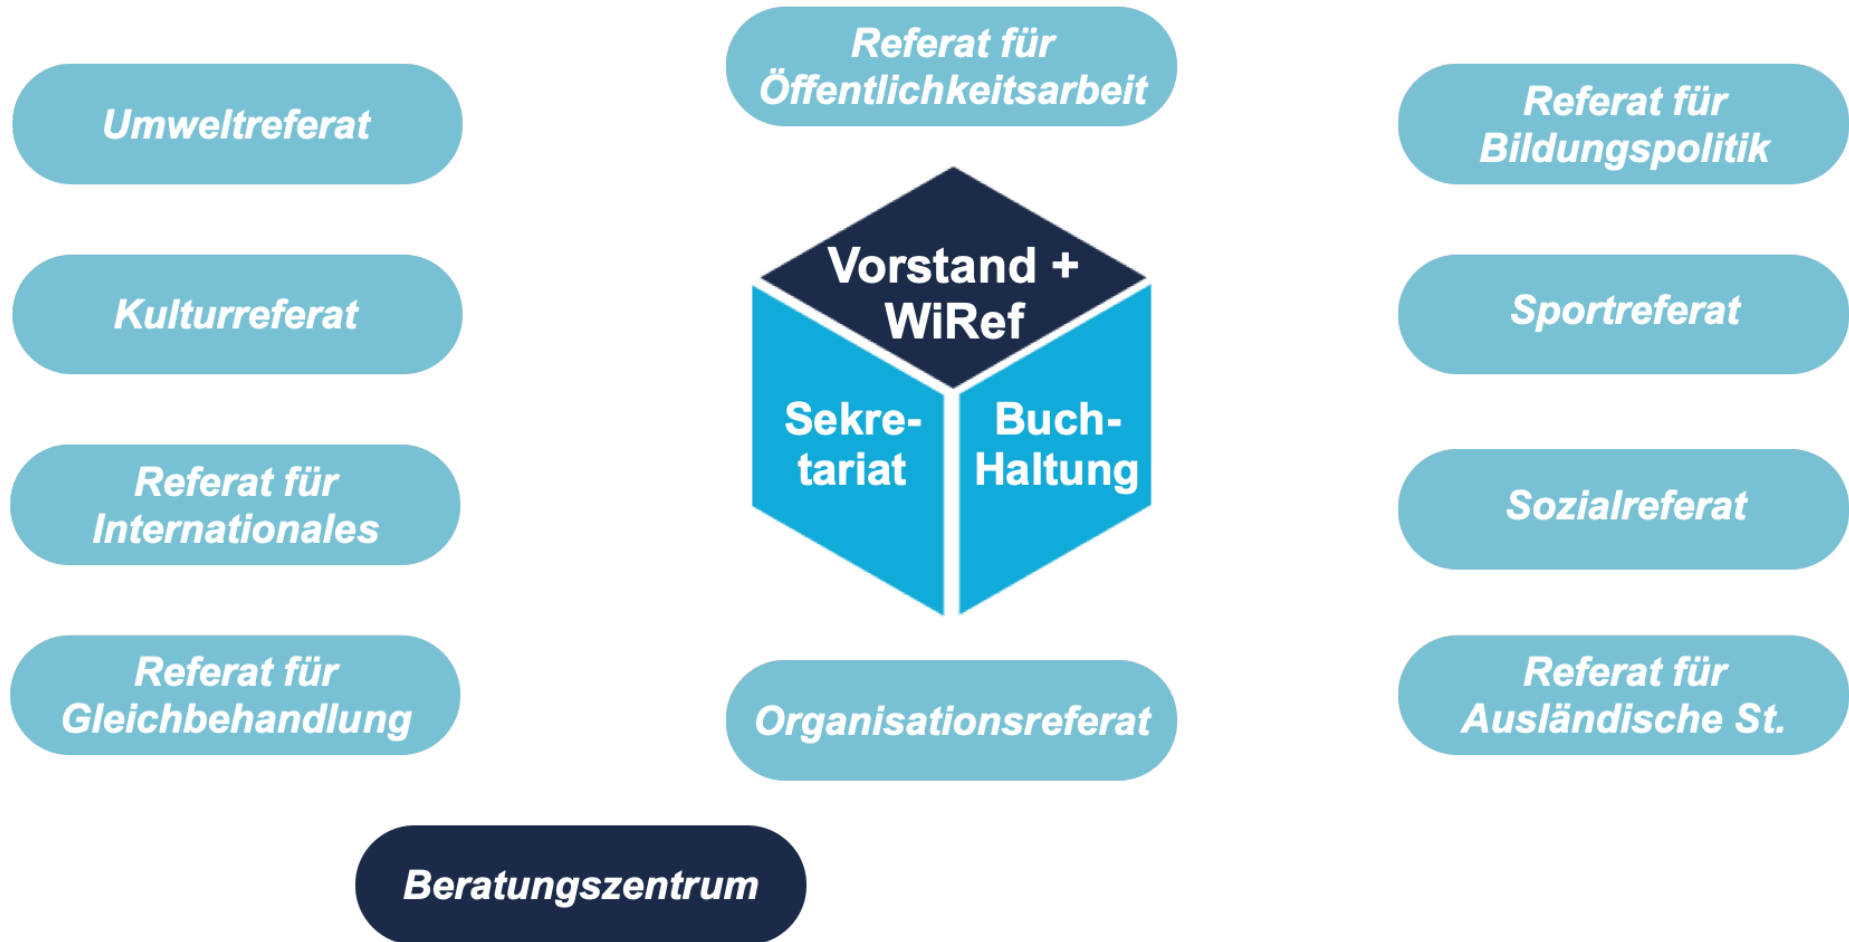 Referat für
Öffentlichkeitsarbeit
Umweltreferat
Referat für
Bildungspolitik
Vorstand +
WiRef
Kulturreferat
Sportreferat
Sekre-
tariat
Buch-
Haltung
Referat für
Internationales
Sozialreferat
Referat für
Gleichbehandlung
Organisationsreferat
Referat für
Ausländische St.
Beratungszentrum